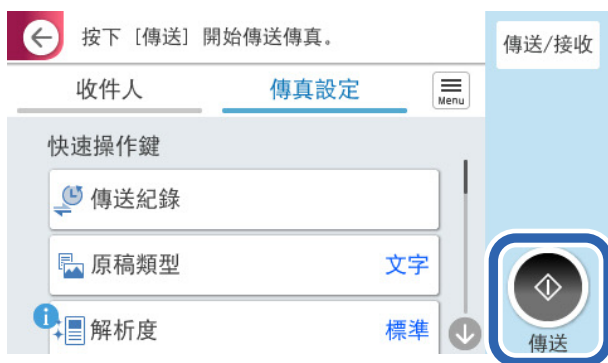 按下 [傳送] 開始傳送傳真。
傳送/接收
收件人
傳真設定
Menu
快速操作鍵
傳送紀錄
原稿類型
文字
解析度
標準
傳送